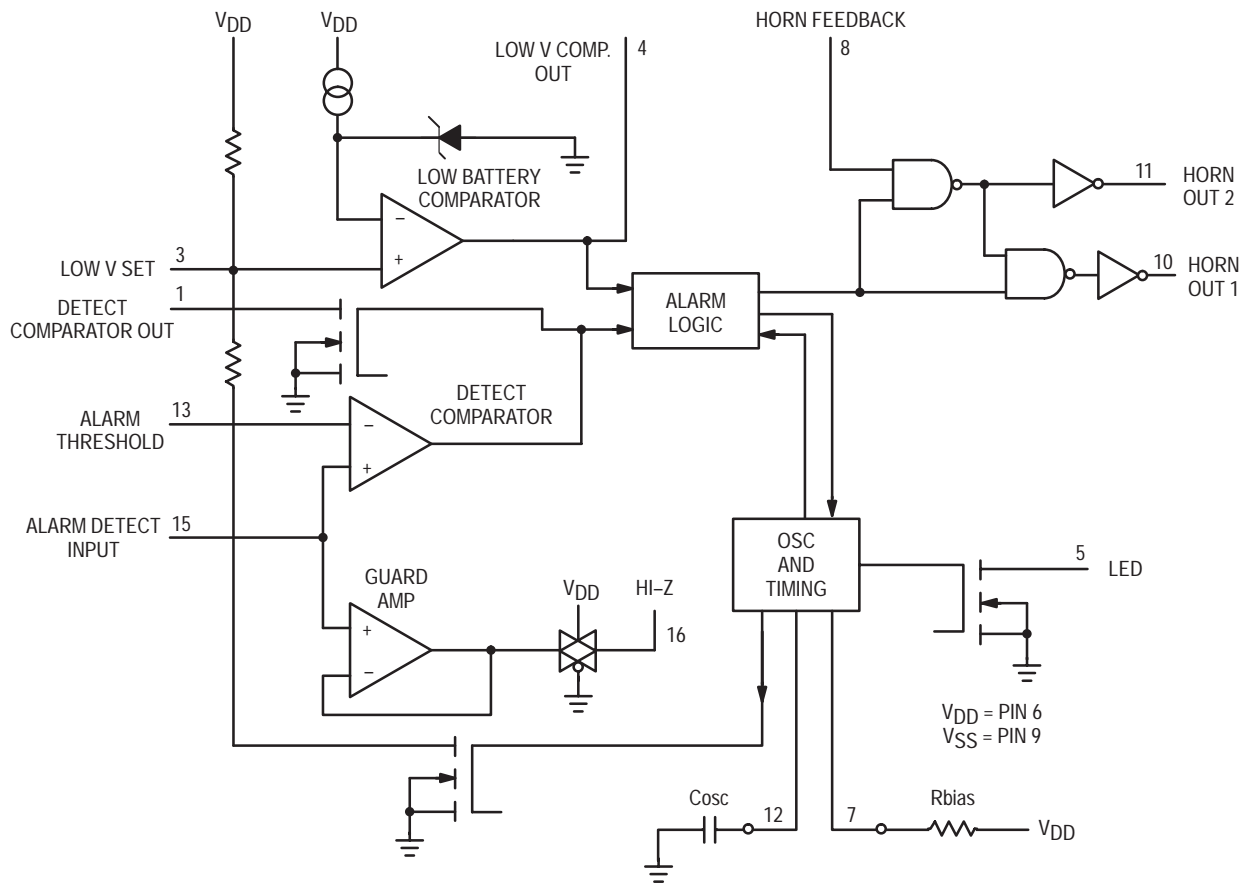 VDD
VDD
HORN FEEDBACK
LOW V COMP.
OUT
4
8
LOW BATTERY
COMPARATOR
11
HORN
OUT 2
−
+
3
LOW V SET
10
HORN
OUT 1
1
DETECT
COMPARATOR OUT
ALARM
LOGIC
DETECT
COMPARATOR
13
ALARM
THRESHOLD
−
+
15
ALARM DETECT
INPUT
OSC
AND
TIMING
5
LED
GUARD
AMP
VDD
HI–Z
16
+
−
VDD = PIN 6
VSS = PIN 9
Cosc
12
7
Rbias
VDD